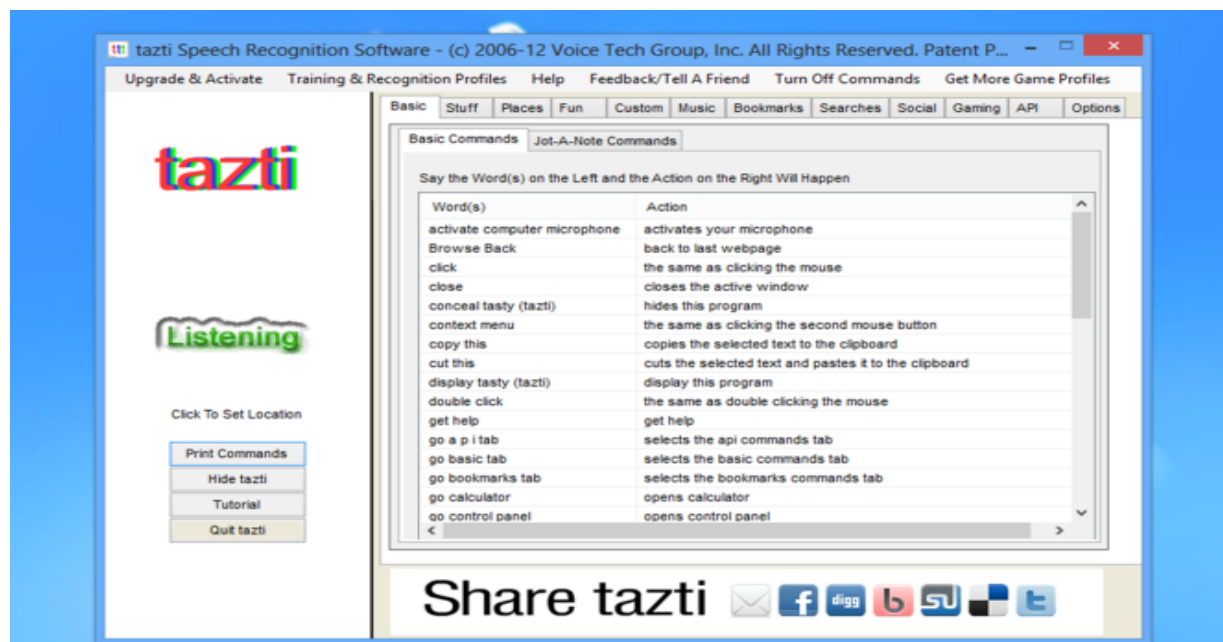 tazti Speech Recognition Software - (c) 2006-12 Voice Tech Group, Inc. All Rights Reserved. Patent P...
Upgrade & Activate Training & Recognition Profiles Help Feedback/Tell A Friend Turn Off Commands Get More Game Profiles
Basic Stuff Places Fun Custom Music Bookmarks Searches Social Gaming API Options
Basic Commands Jot-A-Note Commands
tazti
Say the Word(s) on the Left and the Action on the Right Will Happen
Word(s) Action
activate computer microphone activates your microphone
Browse Back back to last webpage
click the same as clicking the mouse
close closes the active window
conceal tasty (tazti) hides this program
context menu the same as clicking the second mouse button
copy this copies the selected text to the clipboard
cut this cuts the selected text and pastes it to the clipboard
display tasty (tazti) display this program
double click the same as double clicking the mouse
get help get help
go a p i tab selects the api commands tab
go basic tab selects the basic commands tab
go bookmarks tab selects the bookmarks commands tab
go calculator opens calculator
go control panel opens control panel
Listening
Click To Set Location
Print Commands
Hide tazti
Tutorial
Quit tazti
Share tazti digg